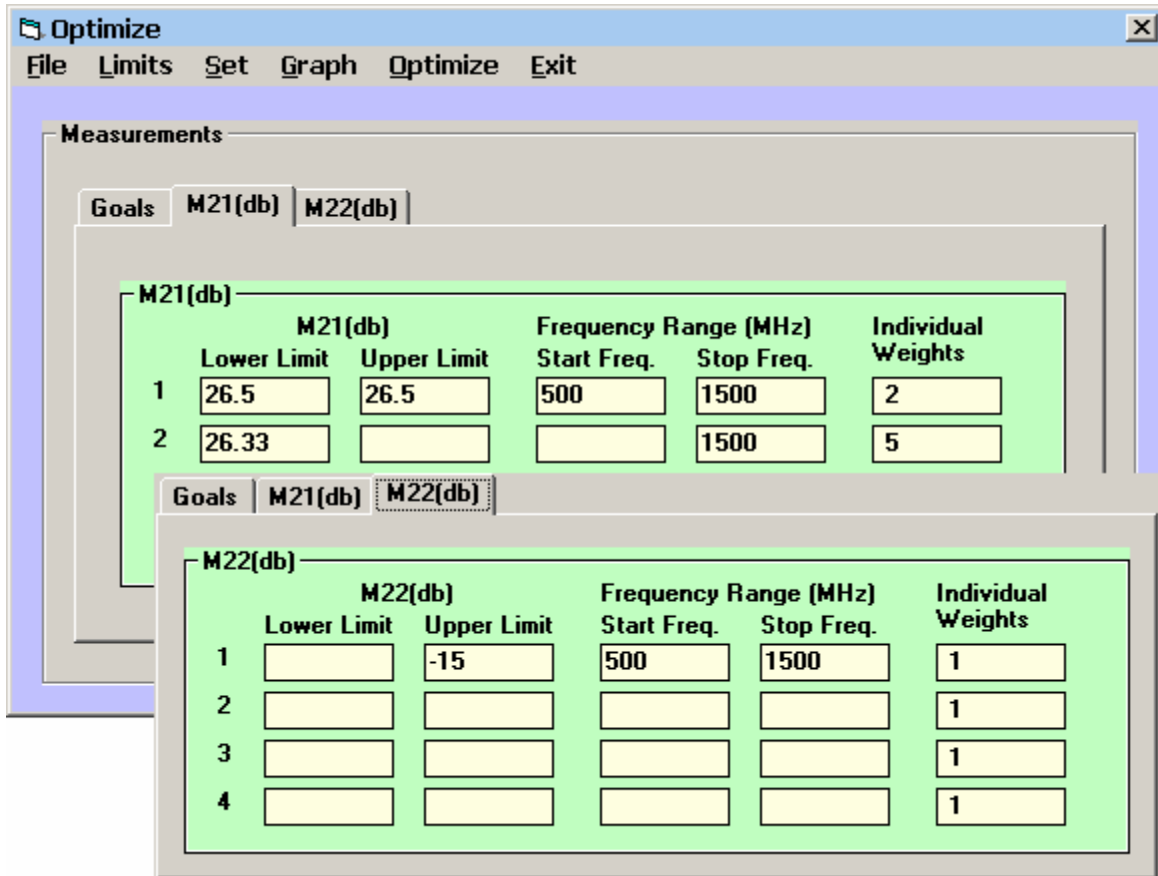 Optimize
File Limits Set Graph Optimize Exit
Measurements
Goals M21(db) M22(db)
M21(db)
M21(db) Frequency Range (MHz) Individual Weights
Lower Limit Upper Limit Start Freq. Stop Freq.
1 26.5 26.5 500 1500 2
2 26.33 1500 5
Goals M21(db) M22(db)
M22(db)
M22(db) Frequency Range (MHz) Individual Weights
Lower Limit Upper Limit Start Freq. Stop Freq.
1 -15 500 1500 1
2 1
3 1
4 1